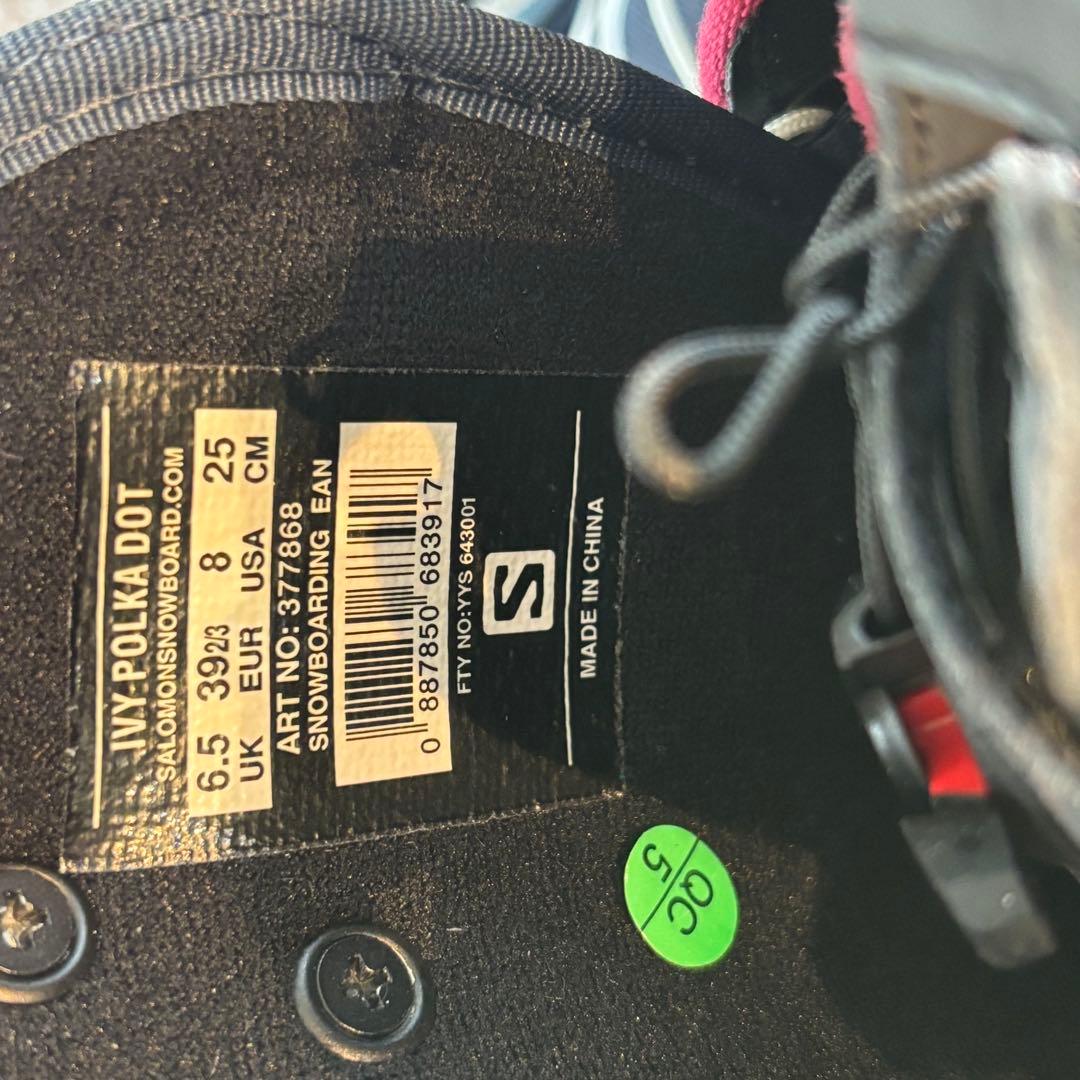 IVY-POLKA DOT
SALOMONSNOWBOARD.COM
6.5 39 2/3 8 25
UK EUR USA CM
ART NO: 377868
SNOWBOARDING EAN
0 887850 683917
FTY NO:YYS 643001
S
MADE IN CHINA
QC
5